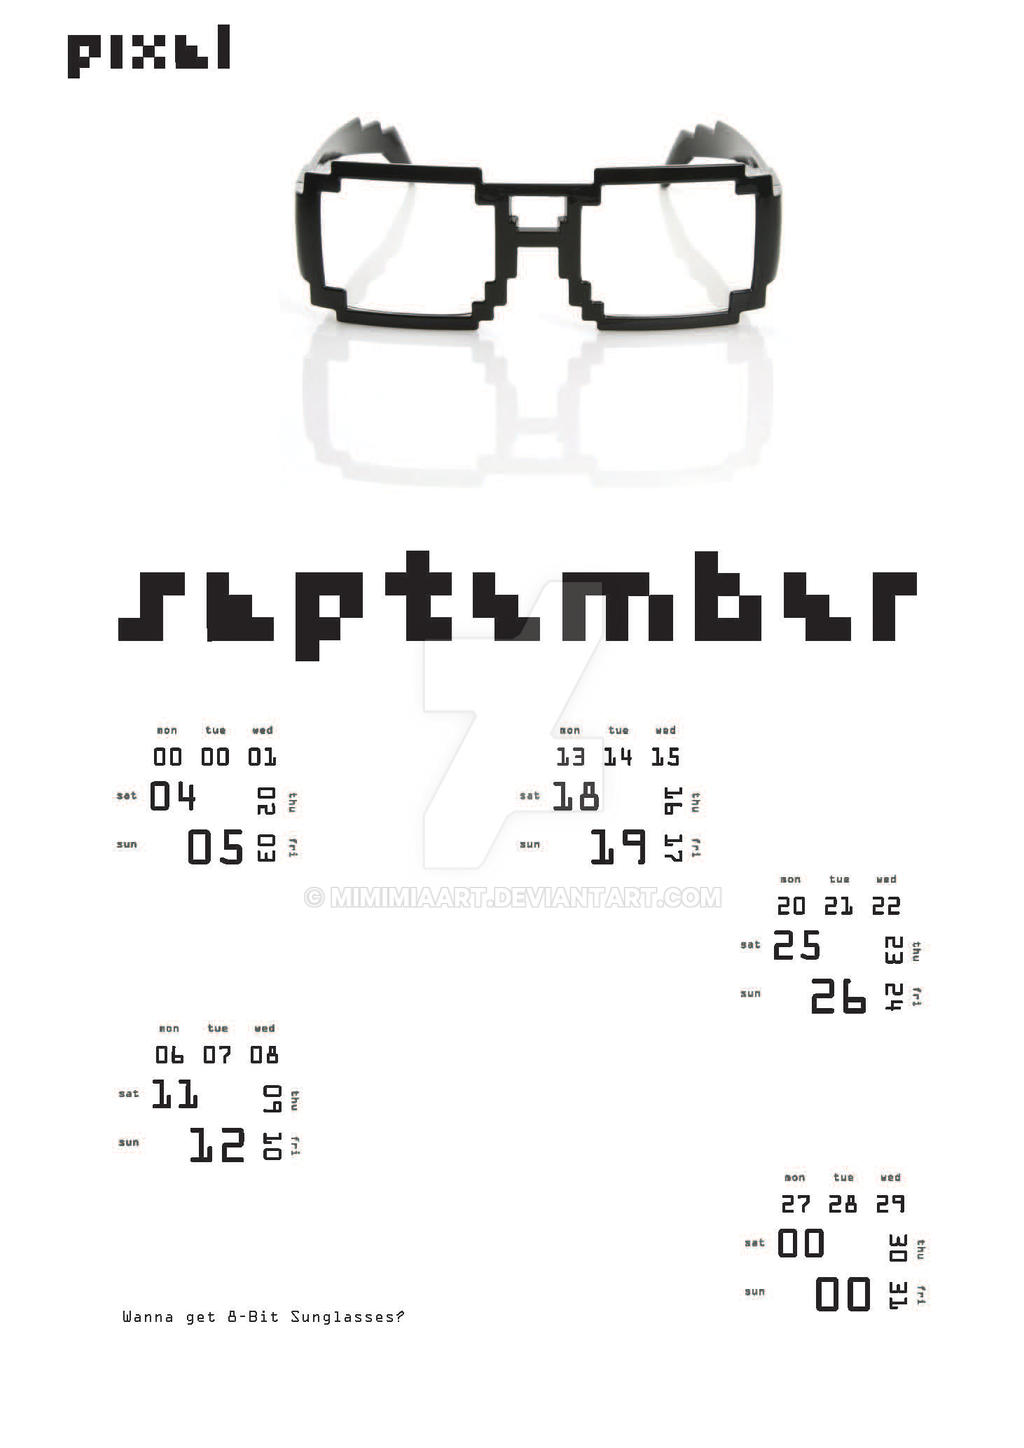 pixel
september
mon tue wed
00 00 01
sat 04 02 thu
sun 05 03 fri
mon tue wed
13 14 15
sat 18 16 thu
sun 19 17 fri
© MIMIMIAART.DEVIANTART.COM
mon tue wed
20 21 22
sat 25 23 thu
sun 26 24 fri
mon tue wed
06 07 08
sat 11 09 thu
sun 12 10 fri
mon tue wed
27 28 29
sat 00 30 thu
sun 00 31 fri
Wanna get 8-Bit Sunglasses?